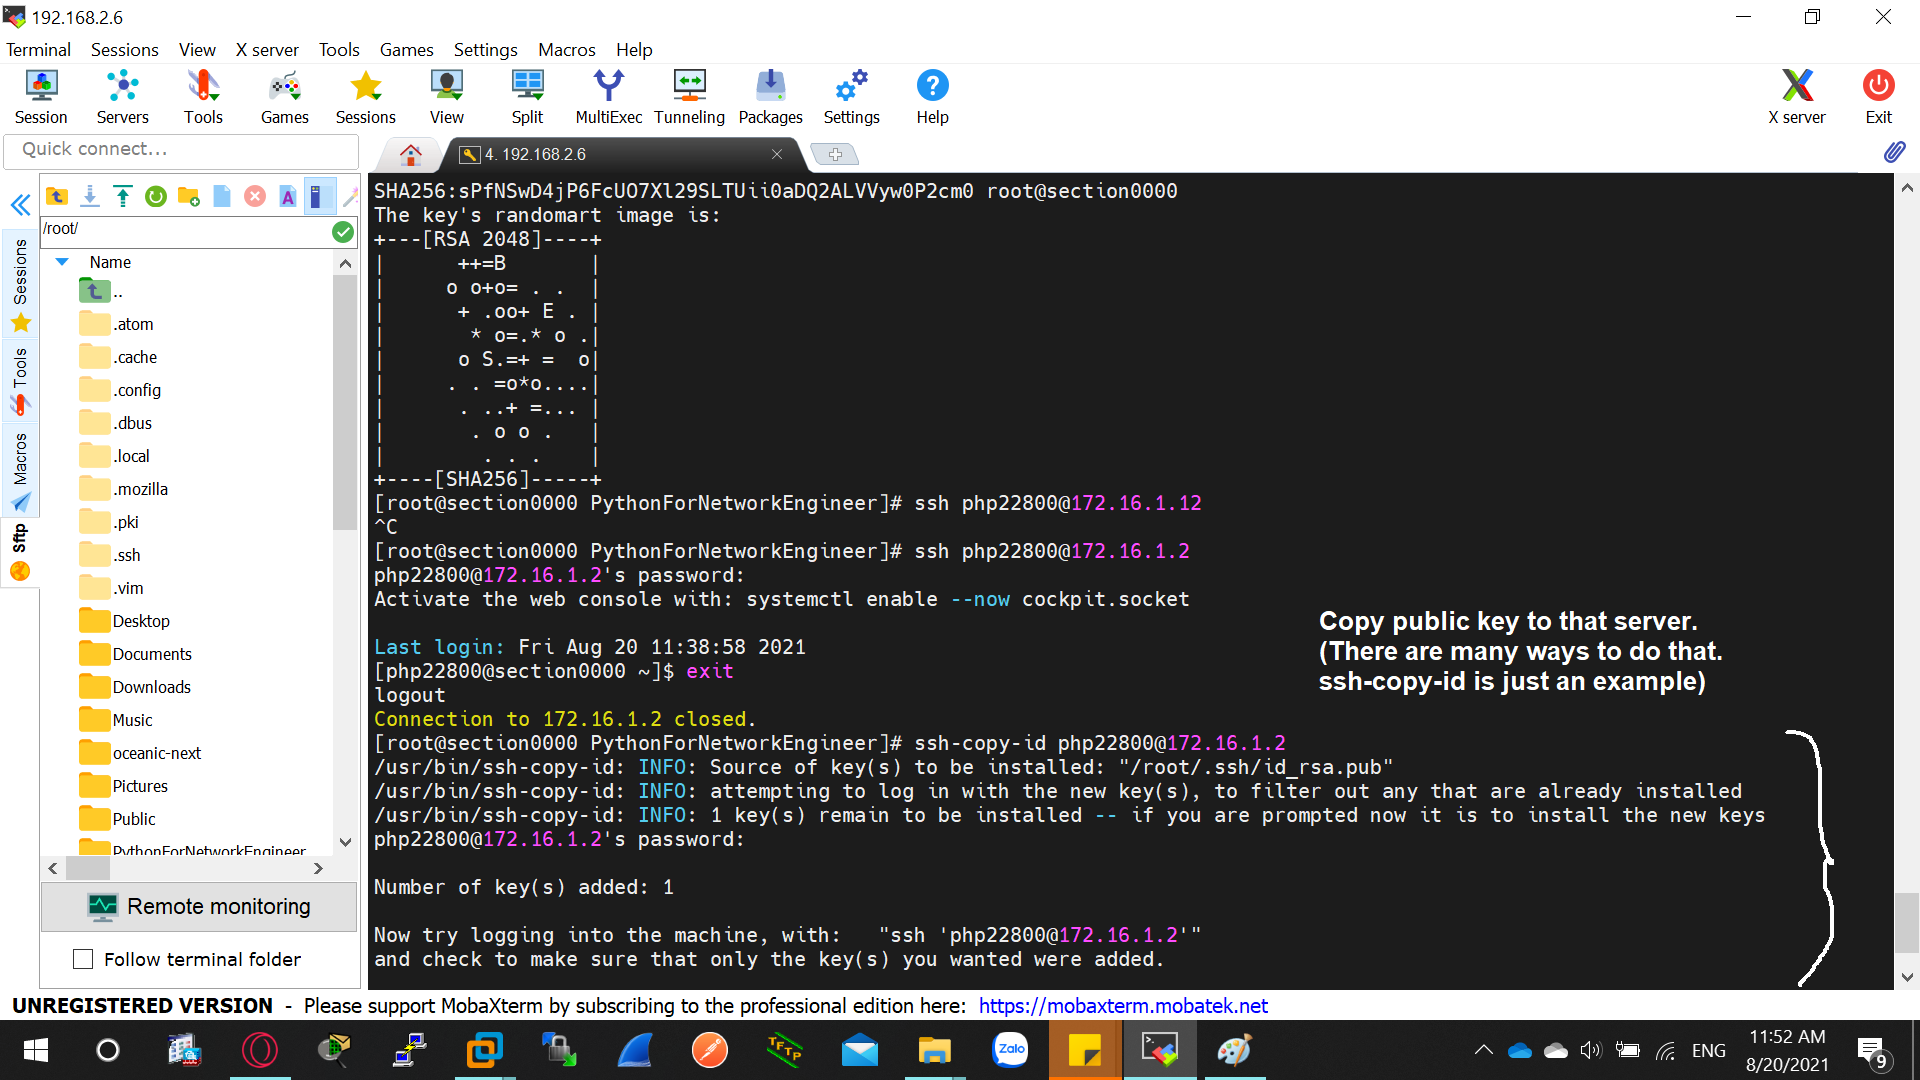 192.168.2.6
Terminal Sessions View X server Tools Games Settings Macros Help
Session Servers Tools Games Sessions View Split MultiExec Tunneling Packages Settings Help X server Exit
Quick connect...
4. 192.168.2.6
/root/
Name
..
.atom
.cache
.config
.dbus
.local
.mozilla
.pki
.ssh
.vim
Desktop
Documents
Downloads
Music
oceanic-next
Pictures
Public
PythonForNetworkEngineer
Sessions
Tools
Macros
Sftp
Remote monitoring
Follow terminal folder
SHA256:sPfNSwD4jP6FcUO7Xl29SLTUii0aDQ2ALVVyw0P2cm0 root@section0000
The key's randomart image is:
+---[RSA 2048]----+
|      ++=B       |
|     o o+o= . .  |
|      + .oo+ E . |
|       * o=.* o .|
|      o S.=+ =  o|
|     . . =o*o....|
|      . ..+ =... |
|       . o o .   |
|        . . .    |
+----[SHA256]-----+
[root@section0000 PythonForNetworkEngineer]# ssh php22800@172.16.1.12
^C
[root@section0000 PythonForNetworkEngineer]# ssh php22800@172.16.1.2
php22800@172.16.1.2's password:
Activate the web console with: systemctl enable --now cockpit.socket
Last login: Fri Aug 20 11:38:58 2021
[php22800@section0000 ~]$ exit
logout
Connection to 172.16.1.2 closed.
[root@section0000 PythonForNetworkEngineer]# ssh-copy-id php22800@172.16.1.2
/usr/bin/ssh-copy-id: INFO: Source of key(s) to be installed: "/root/.ssh/id_rsa.pub"
/usr/bin/ssh-copy-id: INFO: attempting to log in with the new key(s), to filter out any that are already installed
/usr/bin/ssh-copy-id: INFO: 1 key(s) remain to be installed -- if you are prompted now it is to install the new keys
php22800@172.16.1.2's password:
Number of key(s) added: 1
Now try logging into the machine, with:   "ssh 'php22800@172.16.1.2'"
and check to make sure that only the key(s) you wanted were added.
Copy public key to that server.
(There are many ways to do that.
ssh-copy-id is just an example)
UNREGISTERED VERSION - Please support MobaXterm by subscribing to the professional edition here: https://mobaxterm.mobatek.net
TFTP
Zalo
ENG
11:52 AM
8/20/2021
9